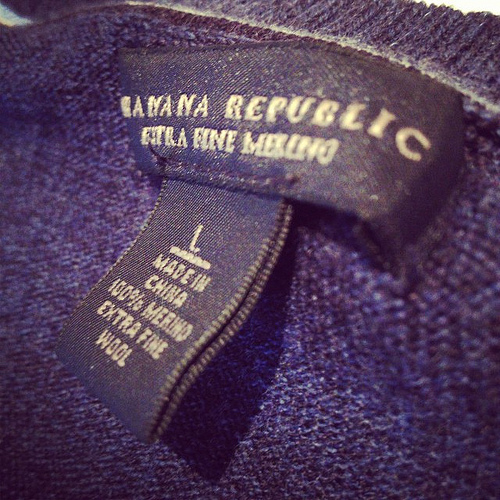 BANANA REPUBLIC
EXTRA FINE MERINO
L
MADE IN
CHINA
100% MERINO
EXTRA FINE
WOOL